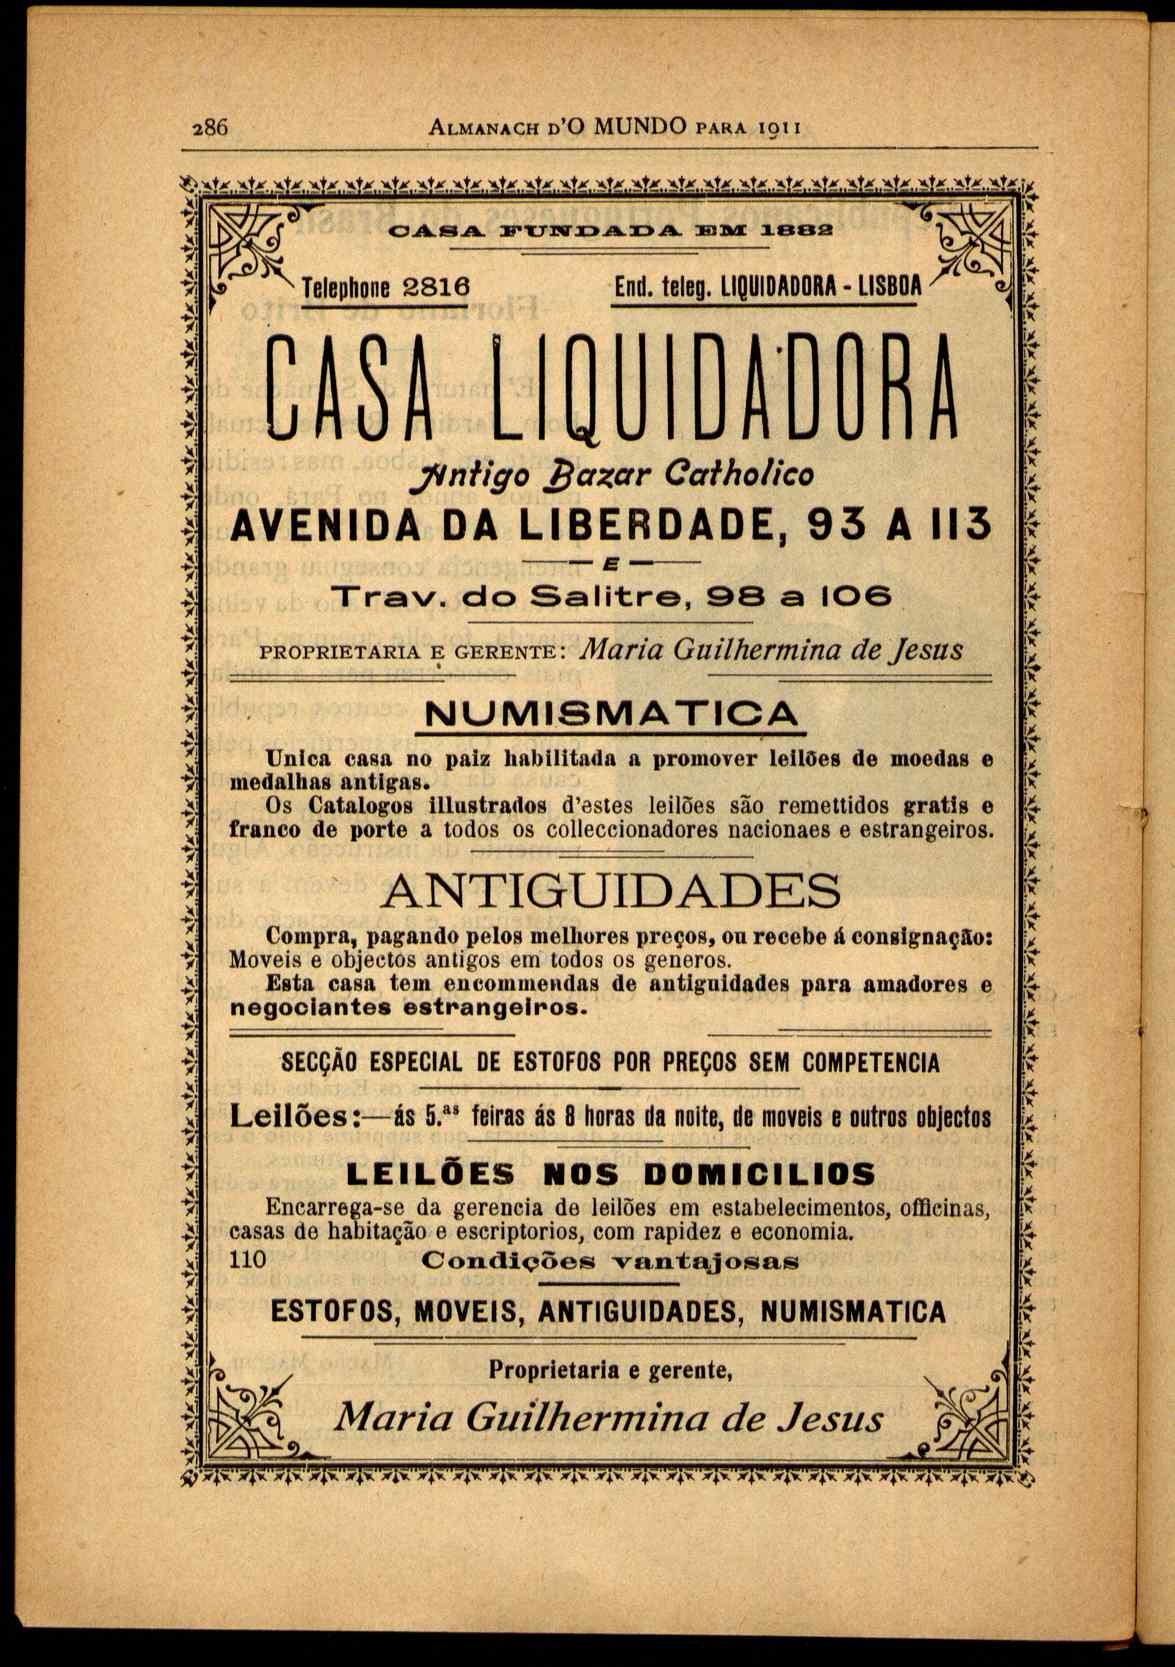 286
ALMANACH D'O MUNDO PARA 1911
CASA FUNDADA EM 1882
Telephone 2816
End. teleg. LIQUIDADORA - LISBOA
CASA LIQUIDADORA
Antigo Bazar Catholico
AVENIDA DA LIBERDADE, 93 A 113
— E —
Trav. do Salitre, 98 a 106
PROPRIETARIA E GERENTE: Maria Guilhermina de Jesus
NUMISMATICA
Unica casa no paiz habilitada a promover leilões de moedas e
medalhas antigas.
Os Catalogos illustrados d'estes leilões são remettidos gratis e
franco de porte a todos os colleccionadores nacionaes e estrangeiros.
ANTIGUIDADES
Compra, pagando pelos melhores preços, ou recebe á consignação:
Moveis e objectos antigos em todos os generos.
Esta casa tem encommendas de antiguidades para amadores e
negociantes estrangeiros.
SECÇÃO ESPECIAL DE ESTOFOS POR PREÇOS SEM COMPETENCIA
Leilões:—ás 5.as feiras ás 8 horas da noite, de moveis e outros objectos
LEILÕES NOS DOMICILIOS
Encarrega-se da gerencia de leilões em estabelecimentos, officinas,
casas de habitação e escriptorios, com rapidez e economia.
110 Condições vantajosas
ESTOFOS, MOVEIS, ANTIGUIDADES, NUMISMATICA
Proprietaria e gerente,
Maria Guilhermina de Jesus